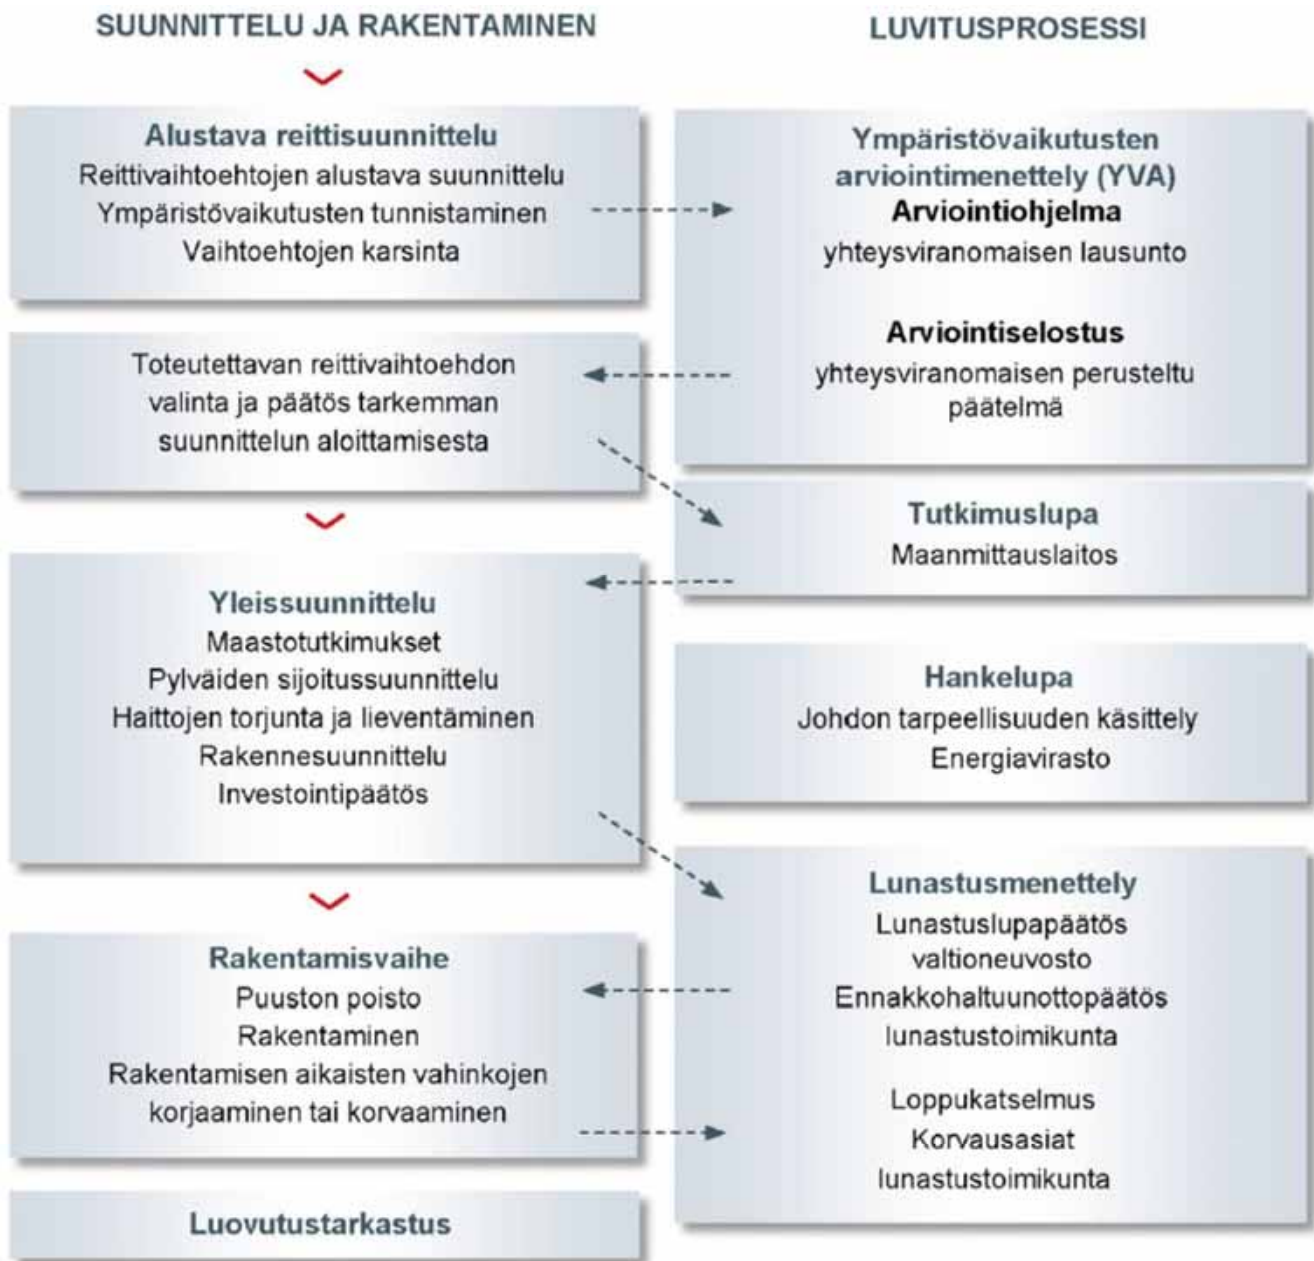 SUUNNITTELU JA RAKENTAMINEN
Alustava reittisuunnittelu
Reittivaihtoehtojen alustava suunnittelu
Ympäristövaikutusten tunnistaminen
Vaihtoehtojen karsinta
Toteutettavan reittivaihtoehdon
valinta ja päätös tarkemman
suunnittelun aloittamisesta
Yleissuunnittelu
Maastotutkimukset
Pylväiden sijoitussuunnittelu
Haittojen torjunta ja lieventäminen
Rakennesuunnittelu
Investointipäätös
Rakentamisvaihe
Puuston poisto
Rakentaminen
Rakentamisen aikaisten vahinkojen
korjaaminen tai korvaaminen
Luovutustarkastus
LUVITUSPROSESSI
Ympäristövaikutusten
arviointimenettely (YVA)
Arviointiohjelma
yhteysviranomaisen lausunto
Arviointiselostus
yhteysviranomaisen perusteltu
päätelmä
Tutkimuslupa
Maanmittauslaitos
Hankelupa
Johdon tarpeellisuuden käsittely
Energiavirasto
Lunastusmenettely
Lunastuslupapäätös
valtioneuvosto
Ennakkohaltuunottopäätös
lunastustoimikunta
Loppukatselmus
Korvausasiat
lunastustoimikunta